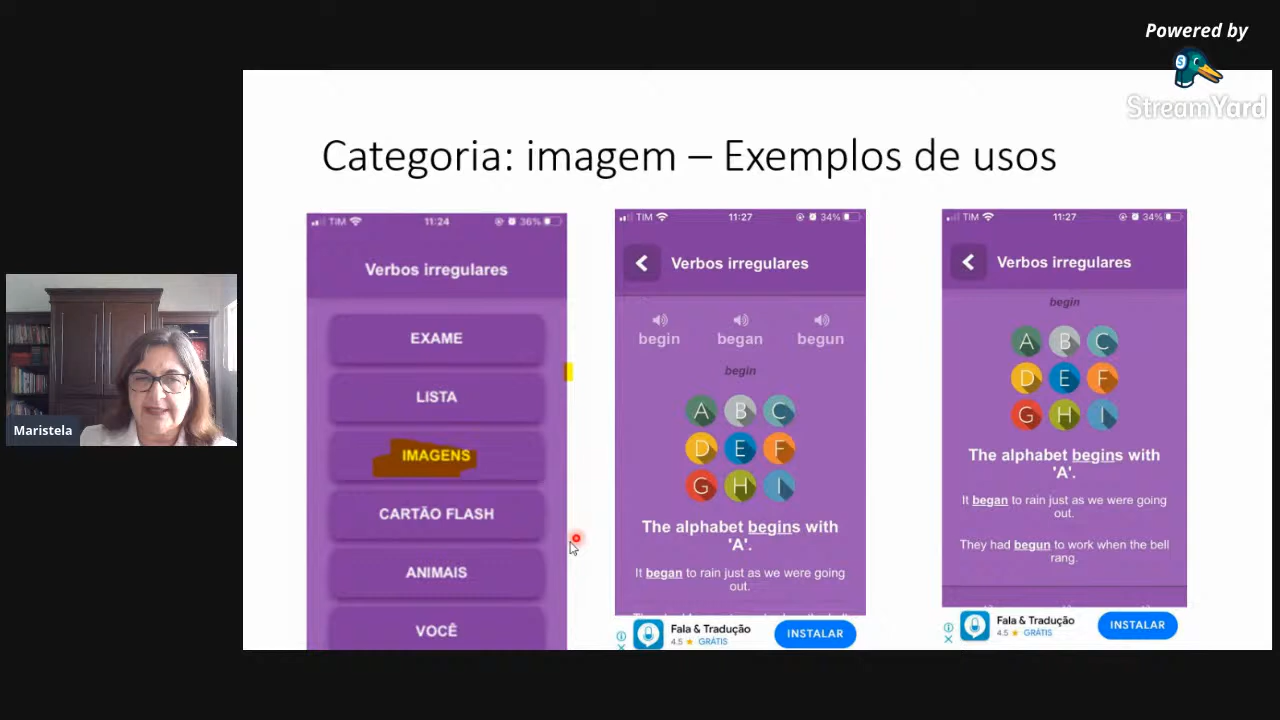 Powered by
StreamYard
Categoria: imagem – Exemplos de usos
TIM 11:24 36%
Verbos irregulares
EXAME
LISTA
IMAGENS
CARTÃO FLASH
ANIMAIS
VOCÊ
TIM 11:27 34%
Verbos irregulares
begin began begun
begin
A B C
D E F
G H I
The alphabet begins with
'A'.
It began to rain just as we were going
out.
Fala & Tradução
4.5 ★ GRÁTIS
INSTALAR
TIM 11:27 34%
Verbos irregulares
begin
A B C
D E F
G H I
The alphabet begins with
'A'.
It began to rain just as we were going
out.
They had begun to work when the bell
rang.
Fala & Tradução
4.5 ★ GRÁTIS
INSTALAR
Maristela